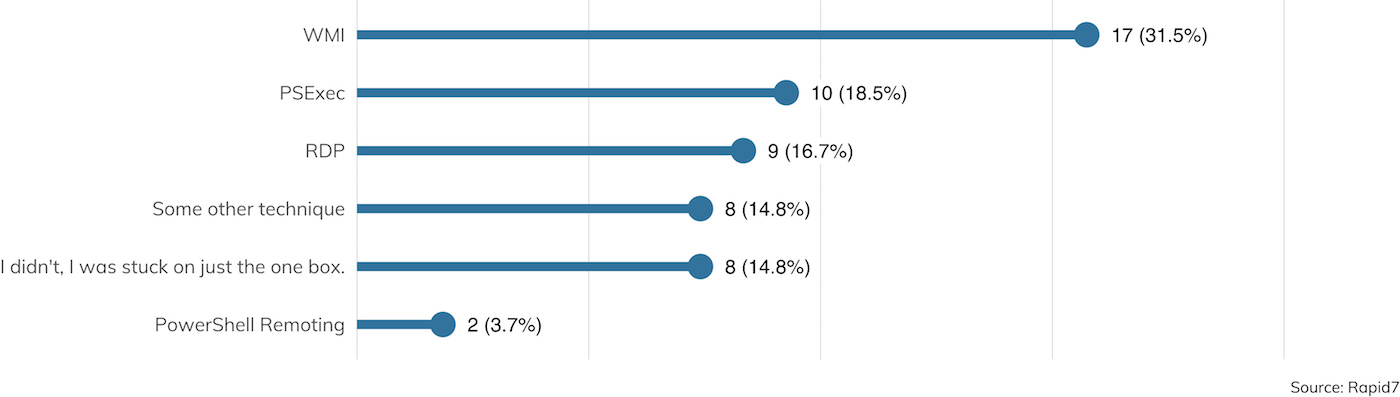 WMI 17 (31.5%)
PSExec 10 (18.5%)
RDP 9 (16.7%)
Some other technique 8 (14.8%)
I didn't, I was stuck on just the one box. 8 (14.8%)
PowerShell Remoting 2 (3.7%)
Source: Rapid7